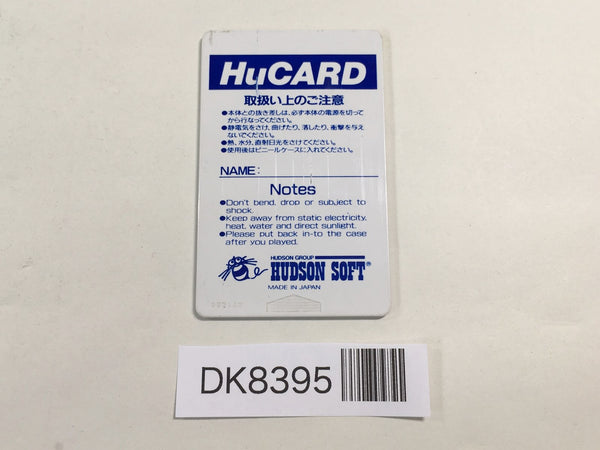 HuCARD
取扱い上のご注意
●本体との抜き差しは、必ず本体の電源を切って
から行なってください。
●静電気をさけ、曲げたり、落したり、衝撃を与え
ないでください。
●熱、水分、直射日光をさけてください。
●使用後はビニールケースに入れてください。
NAME:
Notes
●Don't bend, drop or subject to
shock.
●Keep away from static electricity,
heat, water and direct sunlight.
●Please put back in-to the case
after you played.
HUDSON GROUP
HUDSON SOFT®
MADE IN JAPAN
DK8395